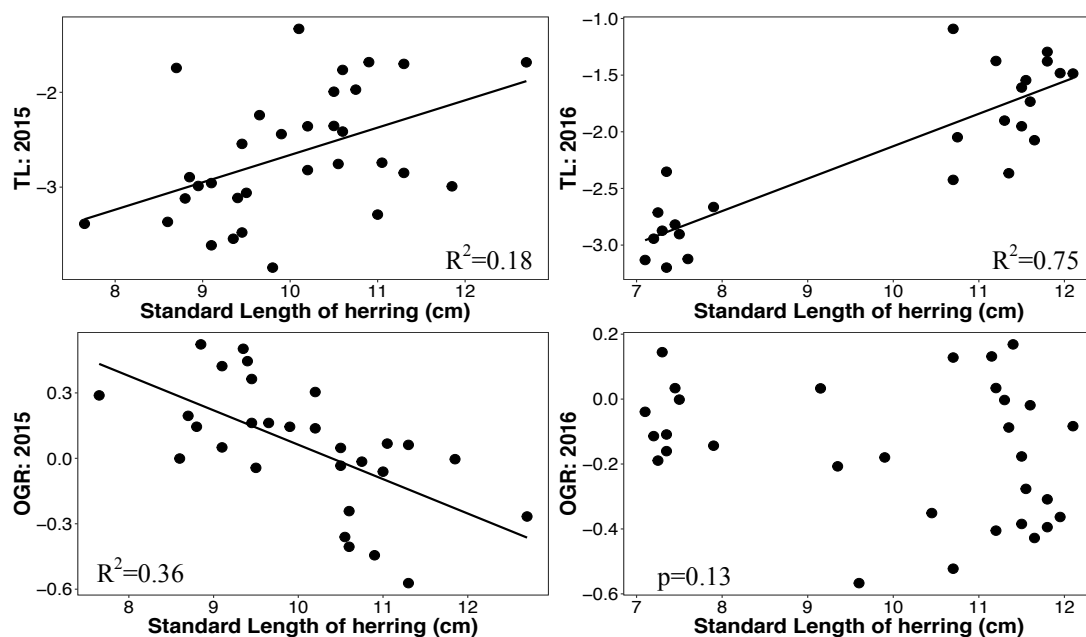 TL: 2015
−2
−3
R²=0.18
8 9 10 11 12
Standard Length of herring (cm)
TL: 2016
−1.0
−1.5
−2.0
−2.5
−3.0
R²=0.75
7 8 9 10 11 12
Standard Length of herring (cm)
OGR: 2015
0.3
0.0
−0.3
−0.6
R²=0.36
8 9 10 11 12
Standard Length of herring (cm)
OGR: 2016
0.2
0.0
−0.2
−0.4
−0.6
p=0.13
7 8 9 10 11 12
Standard Length of herring (cm)